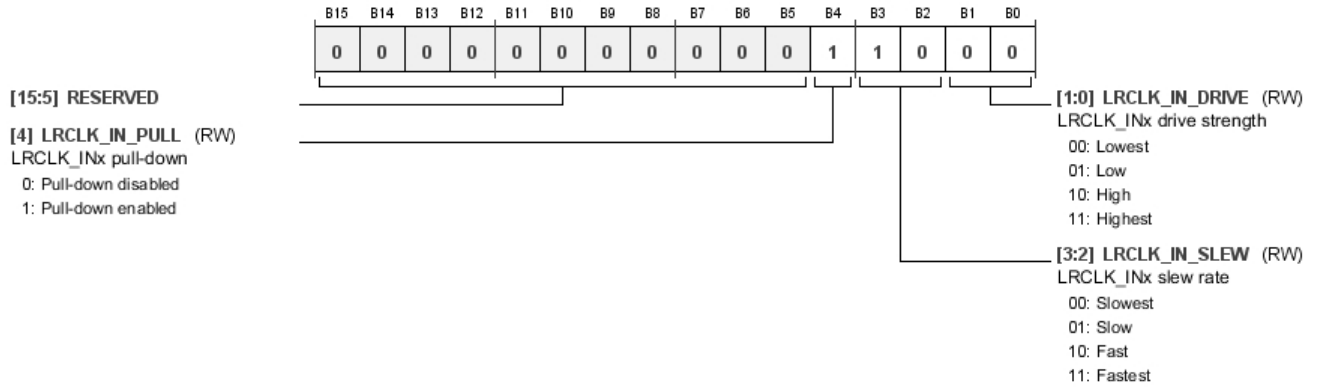 B15 B14 B13 B12 B11 B10 B9 B8 B7 B6 B5 B4 B3 B2 B1 B0
0 0 0 0 0 0 0 0 0 0 0 1 1 0 0 0
[15:5] RESERVED
[4] LRCLK_IN_PULL (RW)
LRCLK_INx pull-down
0: Pull-down disabled
1: Pull-down enabled
[1:0] LRCLK_IN_DRIVE (RW)
LRCLK_INx drive strength
00: Lowest
01: Low
10: High
11: Highest
[3:2] LRCLK_IN_SLEW (RW)
LRCLK_INx slew rate
00: Slowest
01: Slow
10: Fast
11: Fastest